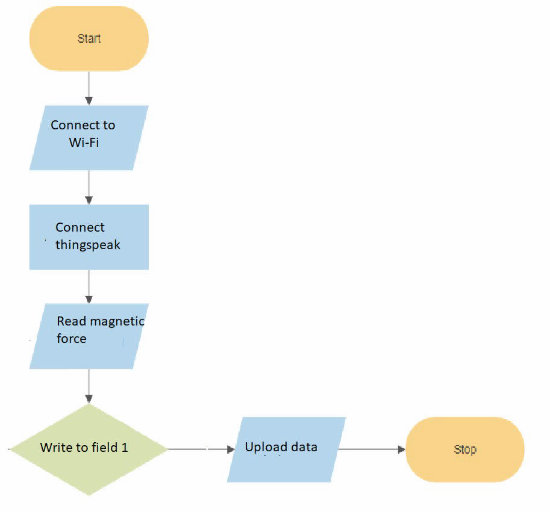 Start
Connect to
Wi-Fi
Connect
thingspeak
Read magnetic
force
Write to field 1
Upload data
Stop